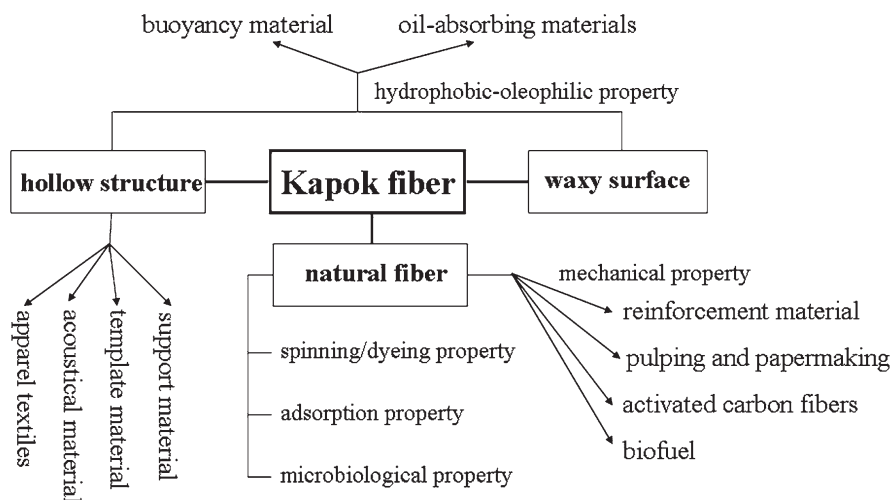 buoyancy material
oil-absorbing materials
hydrophobic-oleophilic property
hollow structure
Kapok fiber
waxy surface
natural fiber
mechanical property
apparel textiles
acoustical material
template material
support material
spinning/dyeing property
adsorption property
microbiological property
reinforcement material
pulping and papermaking
activated carbon fibers
biofuel